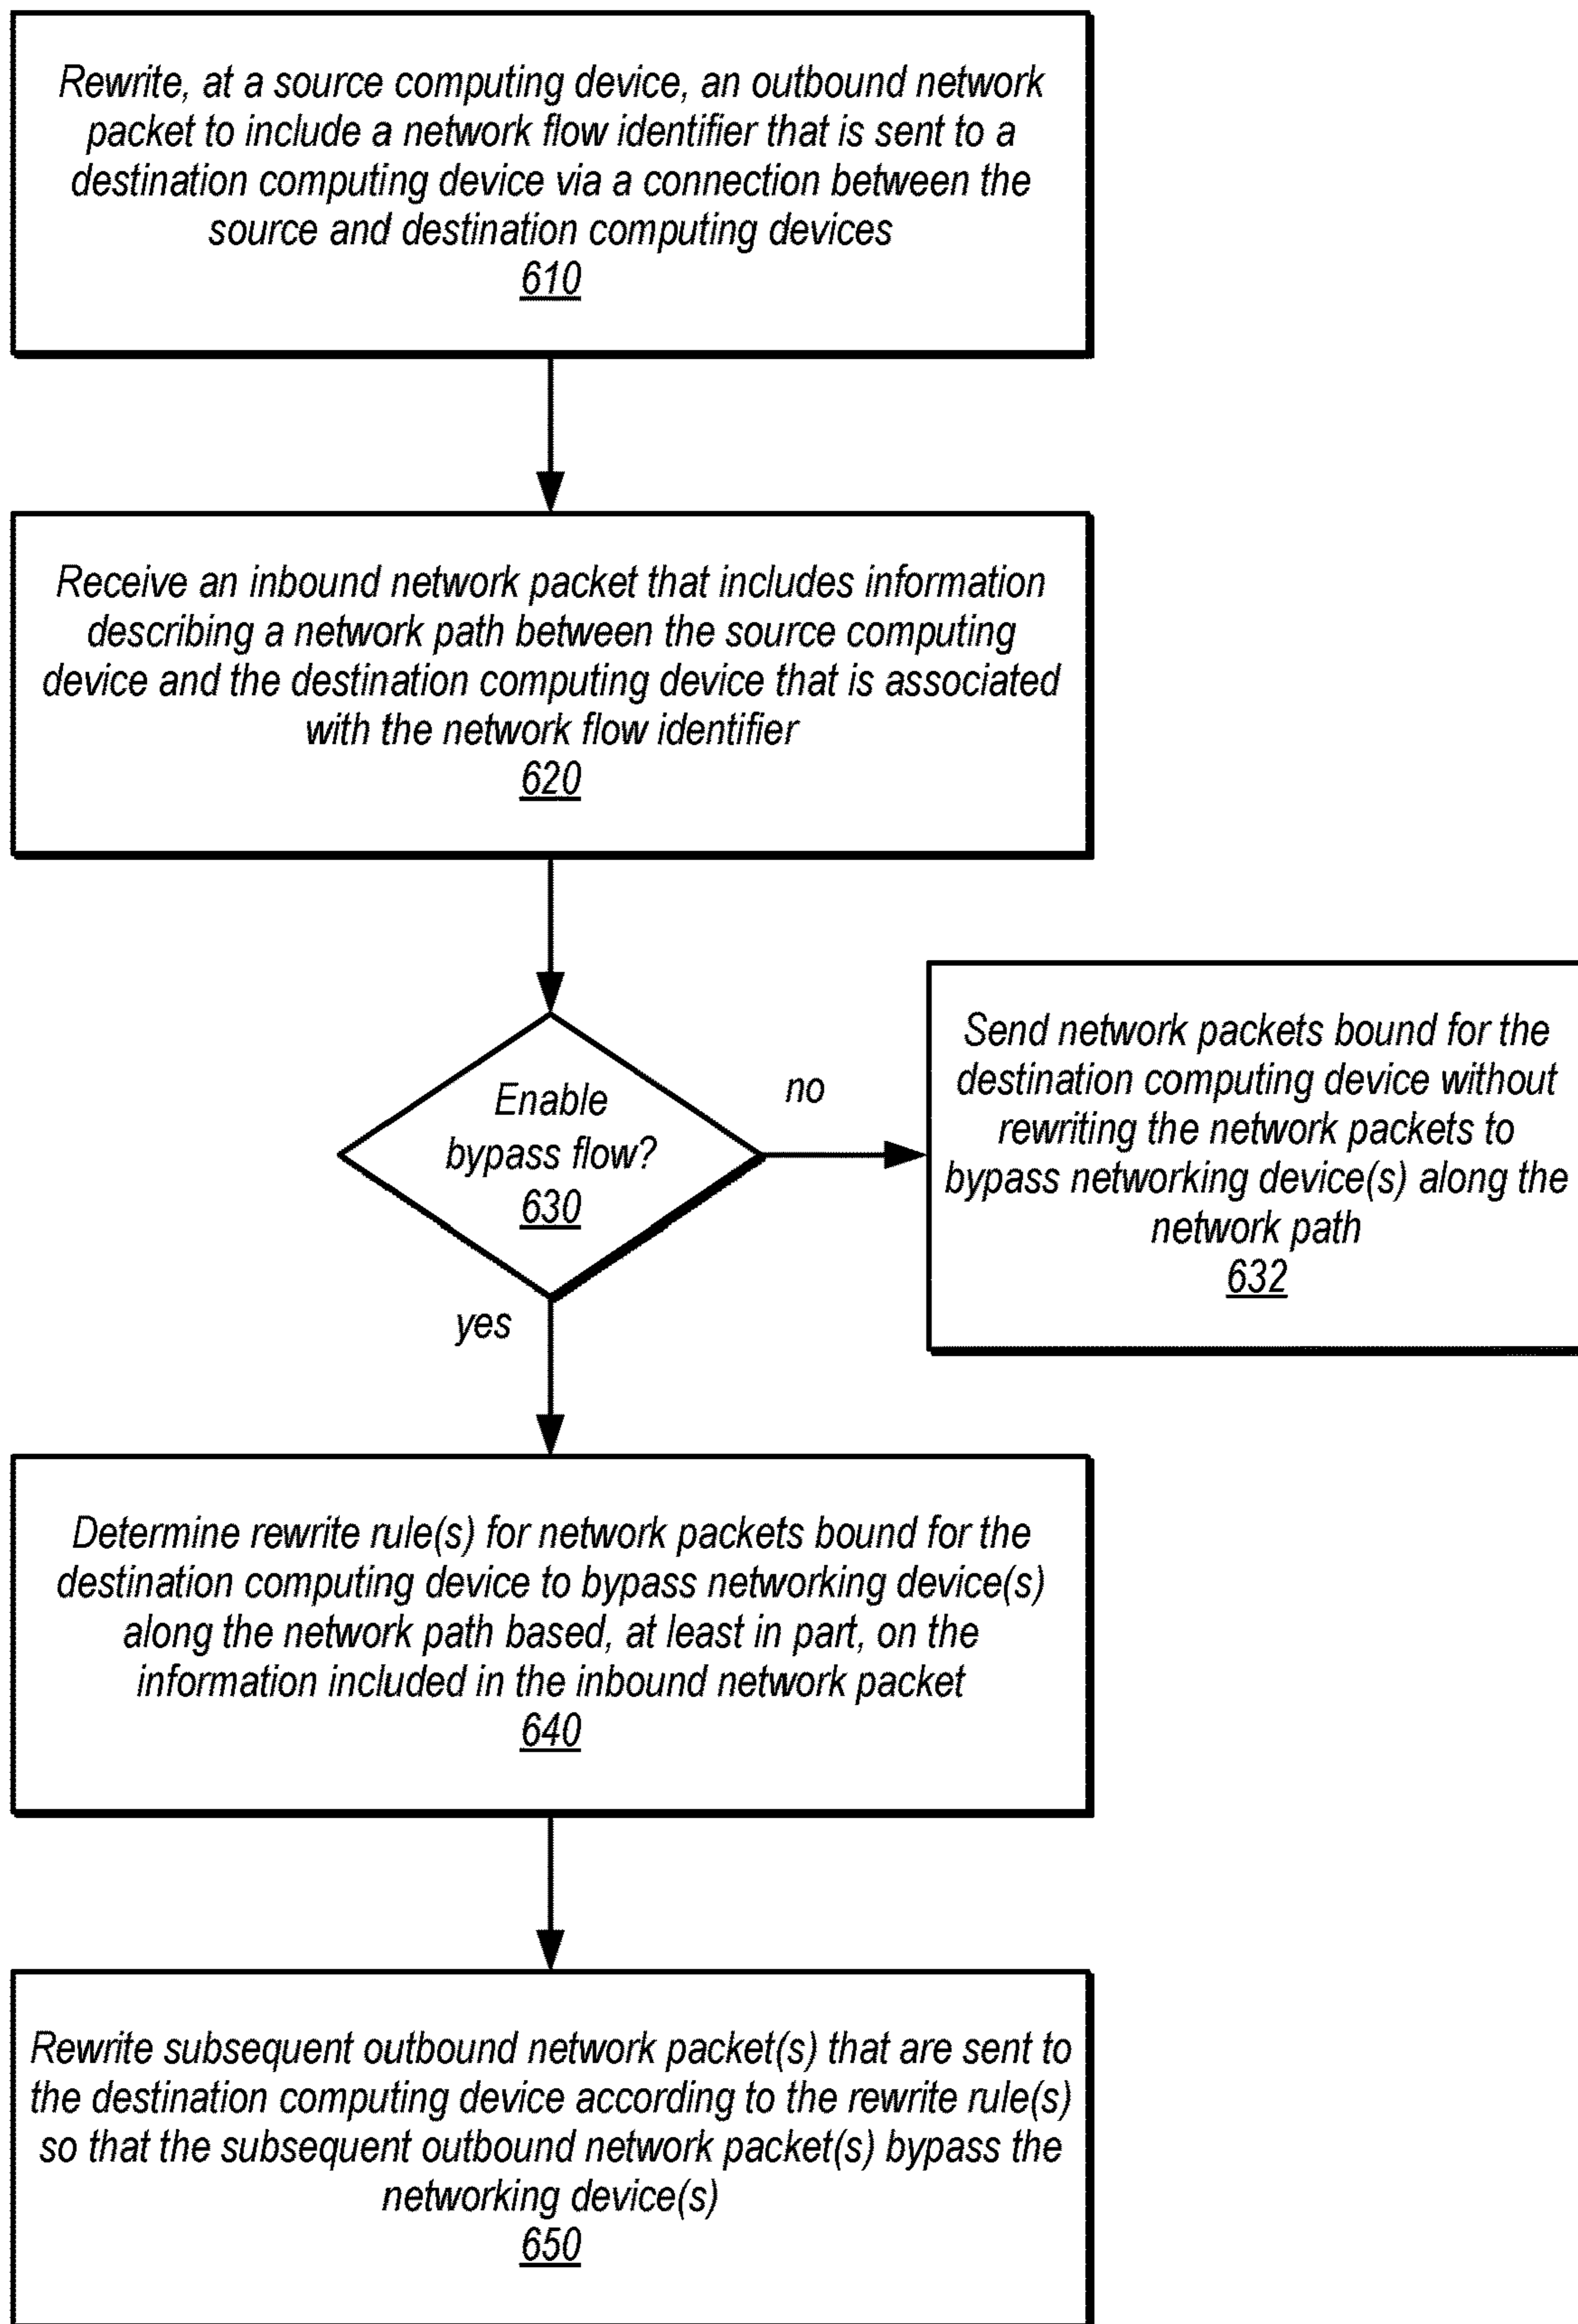 Rewrite, at a source computing device, an outbound network
packet to include a network flow identifier that is sent to a
destination computing device via a connection between the
source and destination computing devices
610
Receive an inbound network packet that includes information
describing a network path between the source computing
device and the destination computing device that is associated
with the network flow identifier
620
Enable
bypass flow?
630
no
Send network packets bound for the
destination computing device without
rewriting the network packets to
bypass networking device(s) along the
network path
632
yes
Determine rewrite rule(s) for network packets bound for the
destination computing device to bypass networking device(s)
along the network path based, at least in part, on the
information included in the inbound network packet
640
Rewrite subsequent outbound network packet(s) that are sent to
the destination computing device according to the rewrite rule(s)
so that the subsequent outbound network packet(s) bypass the
networking device(s)
650